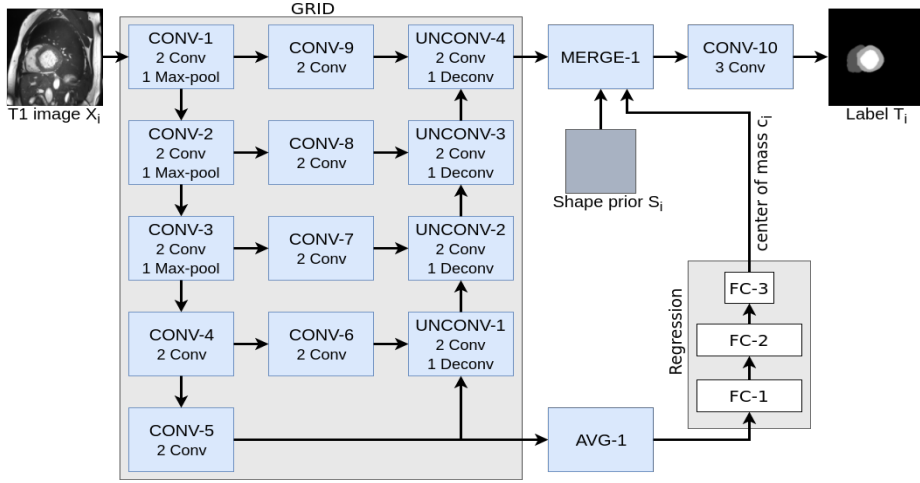 GRID
CONV-1
2 Conv
1 Max-pool
CONV-9
2 Conv
UNCONV-4
2 Conv
1 Deconv
MERGE-1
CONV-10
3 Conv
T1 image Xi
Label Ti
CONV-2
2 Conv
1 Max-pool
CONV-8
2 Conv
UNCONV-3
2 Conv
1 Deconv
Shape prior Si
center of mass ci
CONV-3
2 Conv
1 Max-pool
CONV-7
2 Conv
UNCONV-2
2 Conv
1 Deconv
CONV-4
2 Conv
CONV-6
2 Conv
UNCONV-1
2 Conv
1 Deconv
Regression
FC-3
FC-2
FC-1
CONV-5
2 Conv
AVG-1